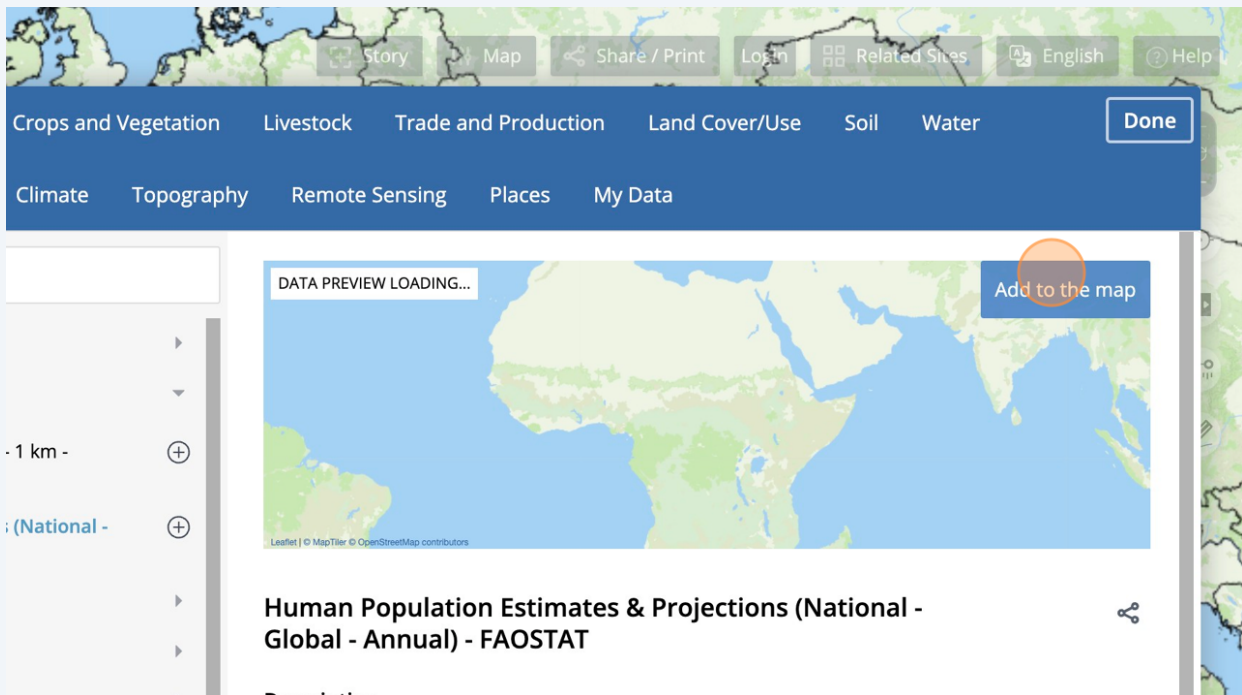 Story Map Share / Print Login Related Sites English Help
Crops and Vegetation Livestock Trade and Production Land Cover/Use Soil Water Done
Climate Topography Remote Sensing Places My Data
DATA PREVIEW LOADING...
Add to the map
- 1 km -
(National -
Leaflet | © MapTiler © OpenStreetMap contributors
Human Population Estimates & Projections (National -
Global - Annual) - FAOSTAT